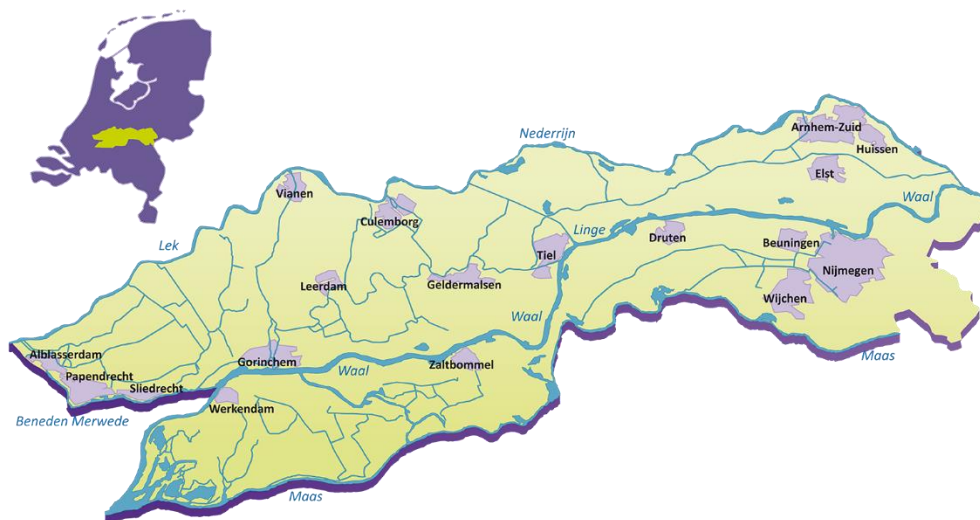 Arnhem-Zuid
Nederrijn
Huissen
Elst
Vianen
Waal
Culemborg
Linge
Druten
Beuningen
Lek
Tiel
Nijmegen
Leerdam
Geldermalsen
Wijchen
Waal
Alblasserdam
Gorinchem
Maas
Papendrecht
Waal
Zaltbommel
Sliedrecht
Werkendam
Beneden Merwede
Maas